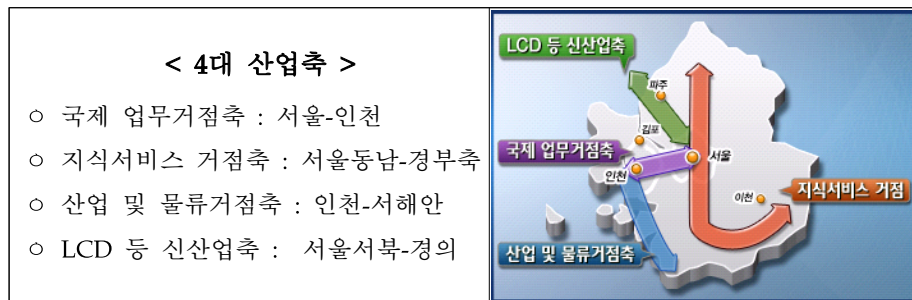 < 4대 산업축 >
○ 국제 업무거점축 : 서울-인천
○ 지식서비스 거점축 : 서울동남-경부축
○ 산업 및 물류거점축 : 인천-서해안
○ LCD 등 신산업축 : 서울서북-경의
LCD 등 신산업축
파주
김포
국제 업무거점축
서울
인천
이천
지식서비스 거점
산업 및 물류거점축